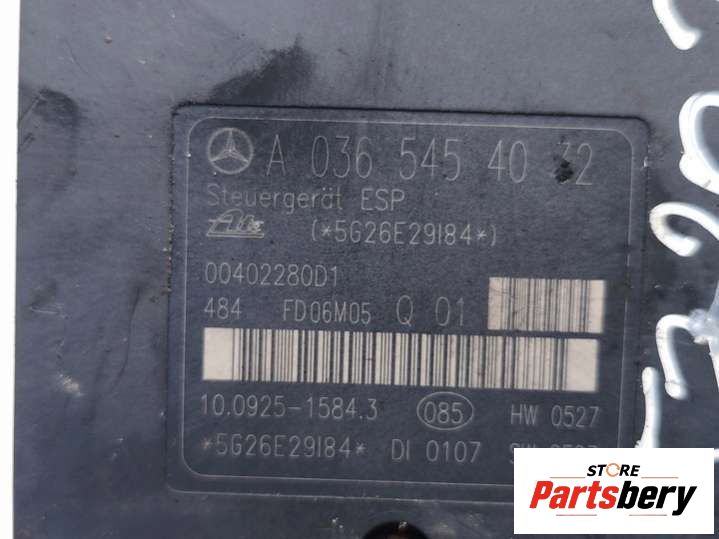 A 036 545 40 32
Steuergerät ESP
Ate (*5G26E29I84*)
00402280D1
484 FD06M05 Q 01
10.0925-1584.3 085 HW 0527
*5G26E29I84* DI 0107
STORE
Partsbery